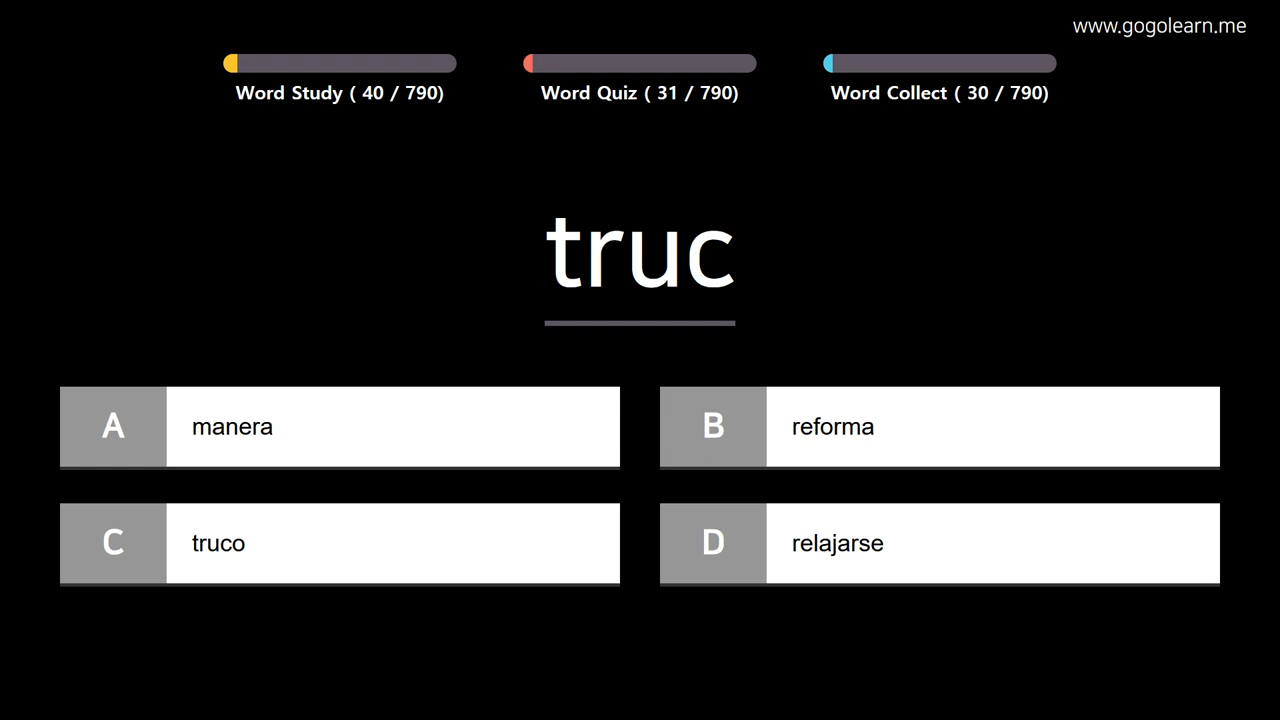 www.gogolearn.me
Word Study ( 40 / 790)
Word Quiz ( 31 / 790)
Word Collect ( 30 / 790)
truc
A manera
B reforma
C truco
D relajarse